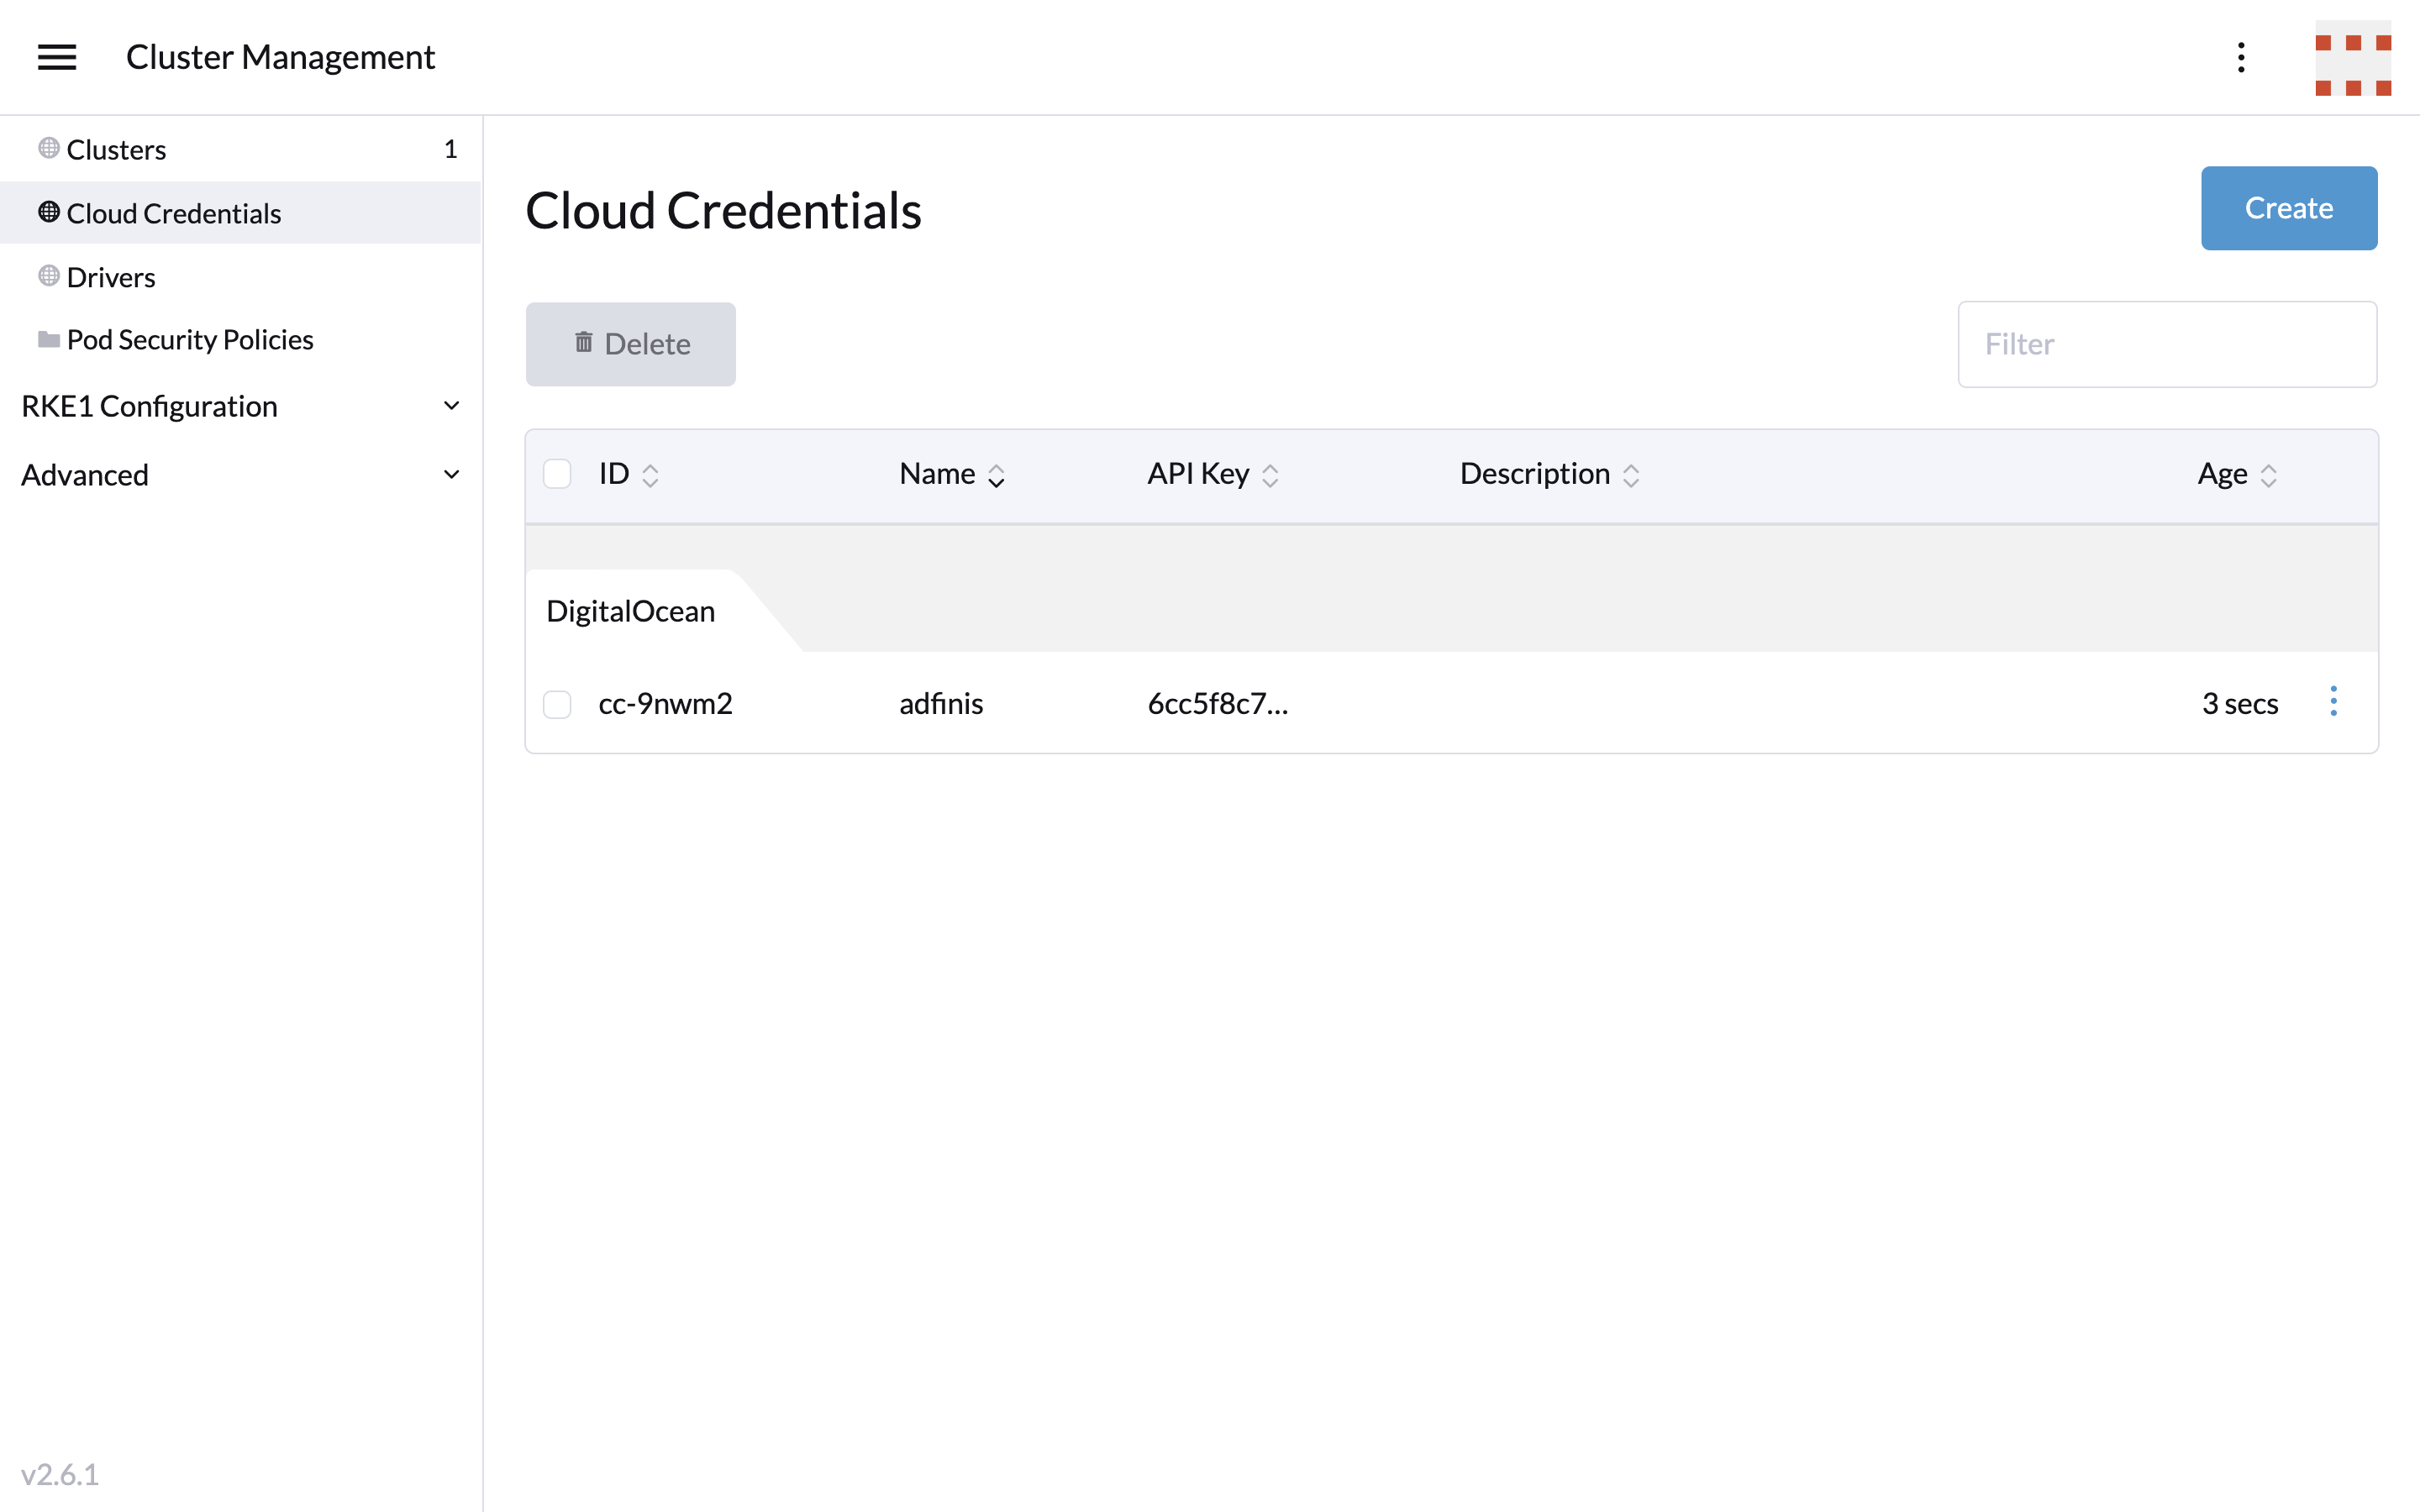 Cluster Management
Clusters 1
Cloud Credentials
Drivers
Pod Security Policies
RKE1 Configuration
Advanced
v2.6.1
Cloud Credentials
Create
Delete
Filter
ID Name API Key Description Age
DigitalOcean
cc-9nwm2 adfinis 6cc5f8c7... 3 secs